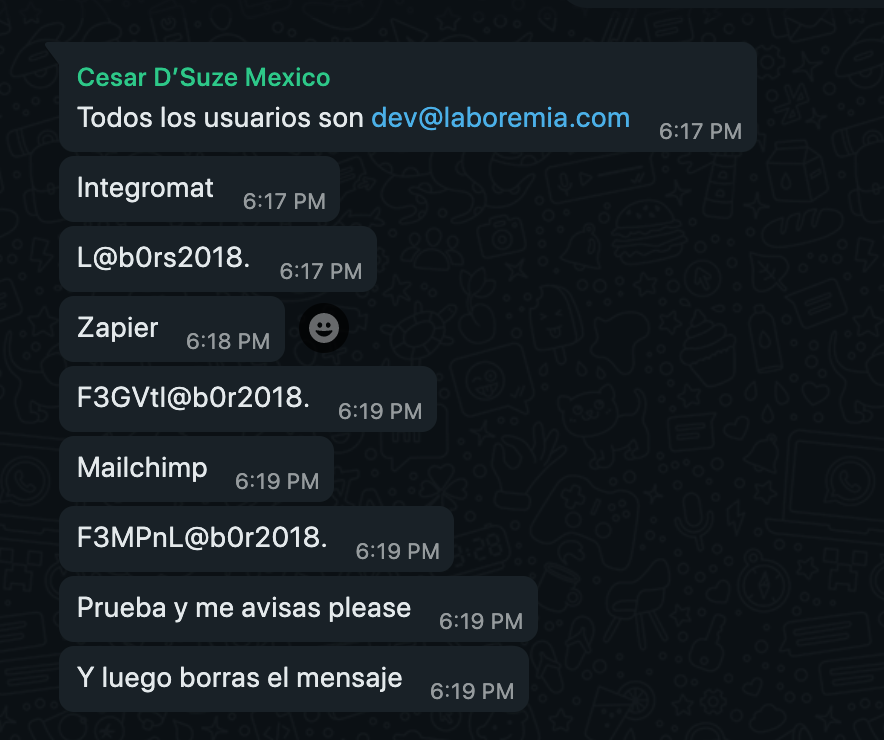 Cesar D'Suze Mexico
Todos los usuarios son dev@laboremia.com 6:17 PM
Integromat 6:17 PM
L@b0rs2018. 6:17 PM
Zapier 6:18 PM
F3GVtl@b0r2018. 6:19 PM
Mailchimp 6:19 PM
F3MPnL@b0r2018. 6:19 PM
Prueba y me avisas please 6:19 PM
Y luego borras el mensaje 6:19 PM